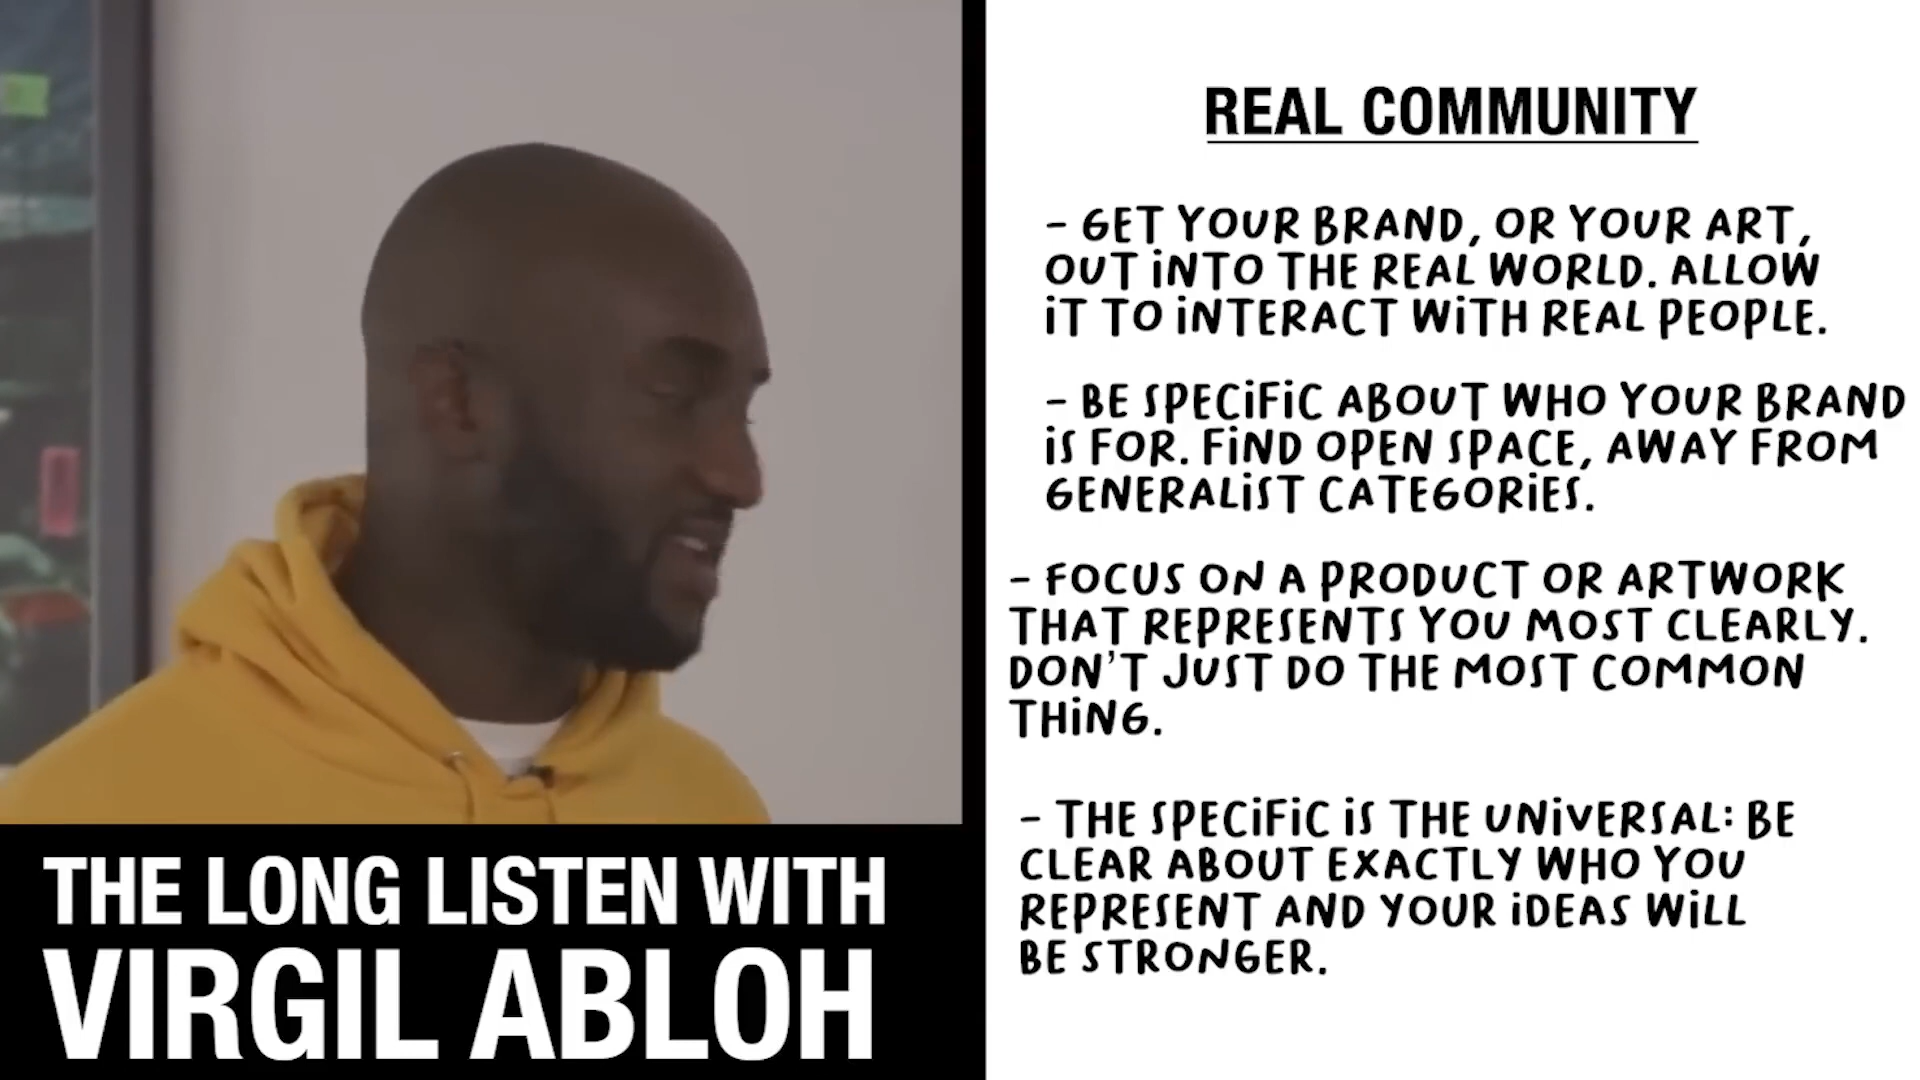 THE LONG LISTEN WITH
VIRGIL ABLOH
REAL COMMUNITY
- GET YOUR BRAND, OR YOUR ART,
OUT INTO THE REAL WORLD. ALLOW
IT TO INTERACT WITH REAL PEOPLE.
- BE SPECIFIC ABOUT WHO YOUR BRAND
IS FOR. FIND OPEN SPACE, AWAY FROM
GENERALIST CATEGORIES.
- FOCUS ON A PRODUCT OR ARTWORK
THAT REPRESENTS YOU MOST CLEARLY.
DON'T JUST DO THE MOST COMMON
THING.
- THE SPECIFIC IS THE UNIVERSAL: BE
CLEAR ABOUT EXACTLY WHO YOU
REPRESENT AND YOUR IDEAS WILL
BE STRONGER.